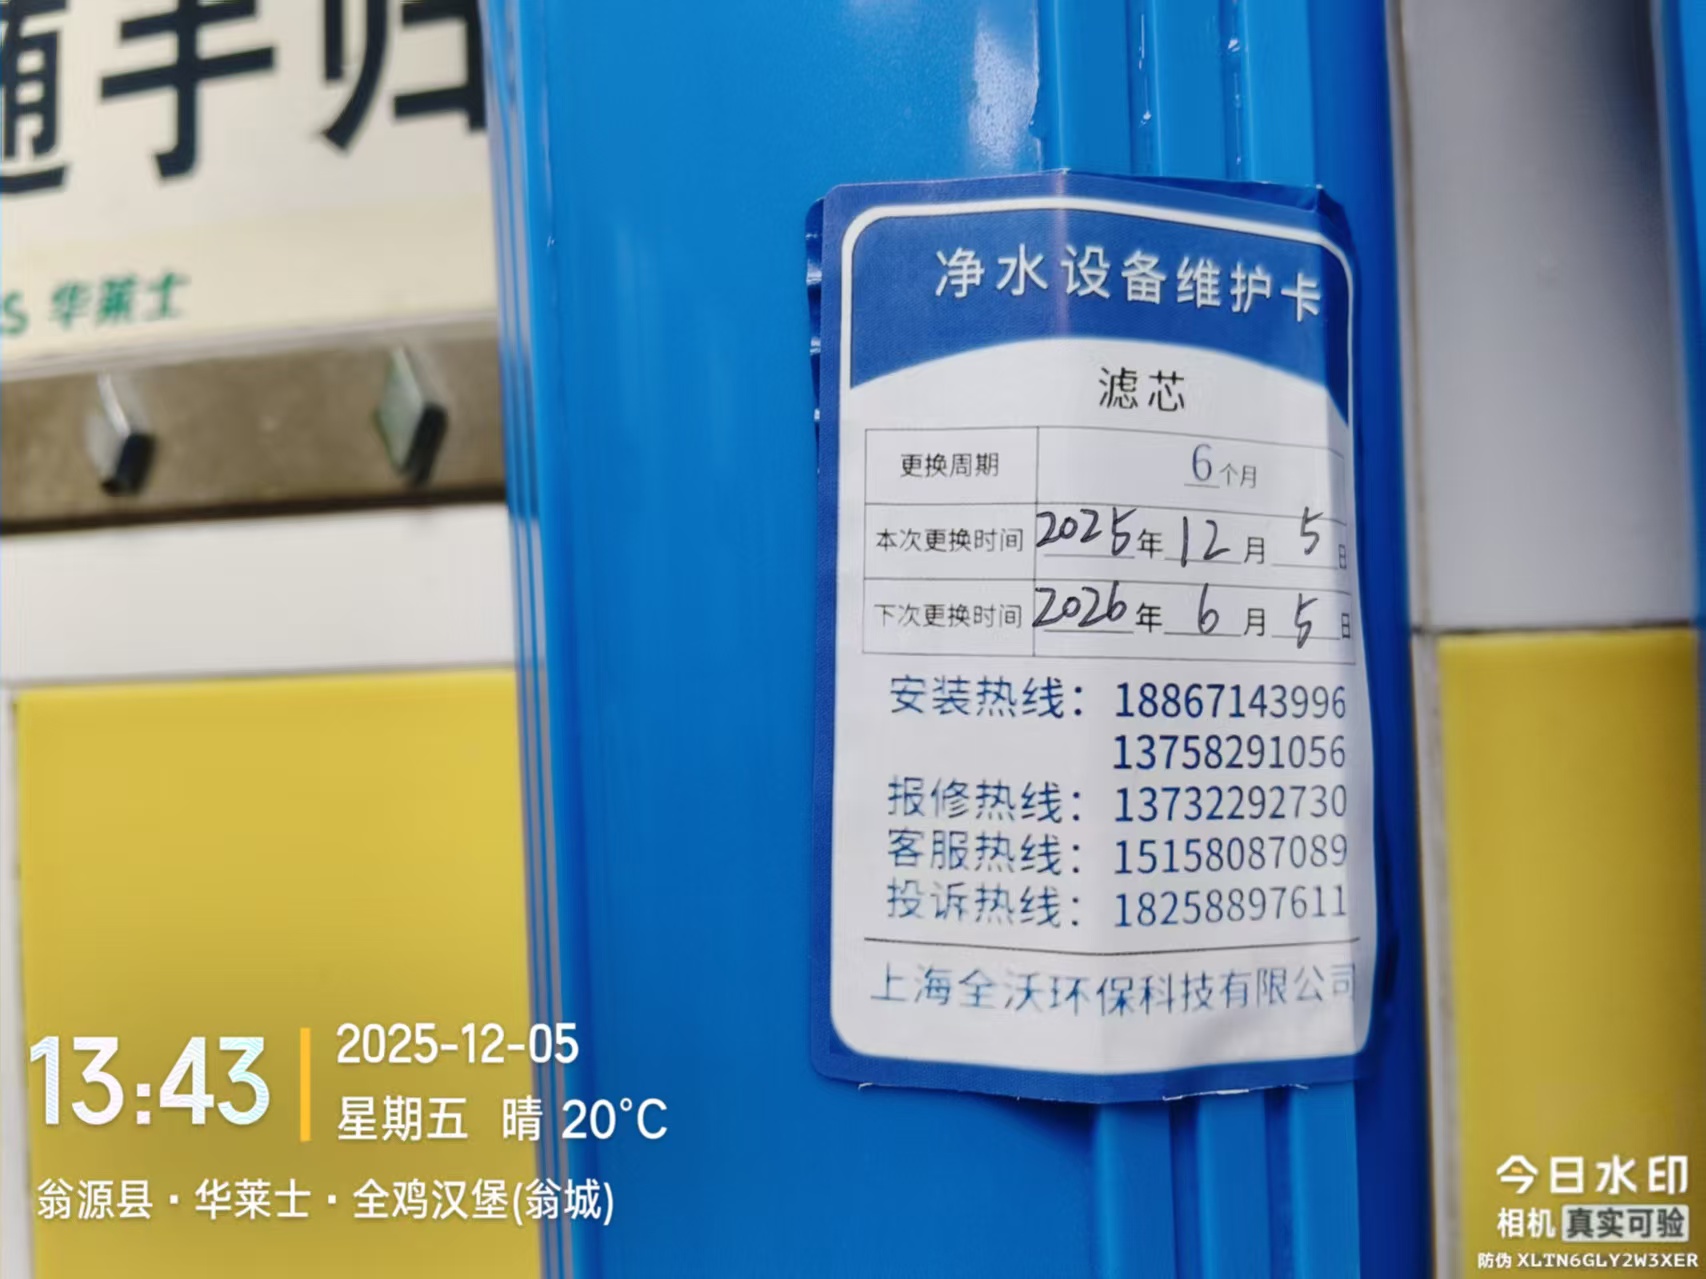 随手归
S 华莱士
净水设备维护卡
滤芯
更换周期 6个月
本次更换时间 2025年12月5日
下次更换时间 2026年6月5日
安装热线：18867143996
13758291056
报修热线：13732292730
客服热线：15158087089
投诉热线：18258897611
上海全沃环保科技有限公司
13:43
2025-12-05
星期五 晴 20°C
翁源县·华莱士·全鸡汉堡(翁城)
今日水印
相机 真实可验
防伪 XLTN6GLY2W3XER